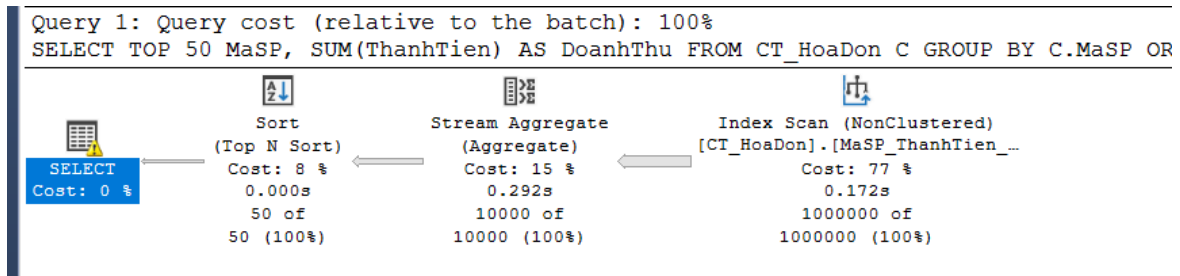 Query 1: Query cost (relative to the batch): 100%
SELECT TOP 50 MaSP, SUM(ThanhTien) AS DoanhThu FROM CT_HoaDon C GROUP BY C.MaSP OR
SELECT
Cost: 0 %
Sort
(Top N Sort)
Cost: 8 %
0.000s
50 of
50 (100%)
Stream Aggregate
(Aggregate)
Cost: 15 %
0.292s
10000 of
10000 (100%)
Index Scan (NonClustered)
[CT_HoaDon].[MaSP_ThanhTien_…
Cost: 77 %
0.172s
1000000 of
1000000 (100%)